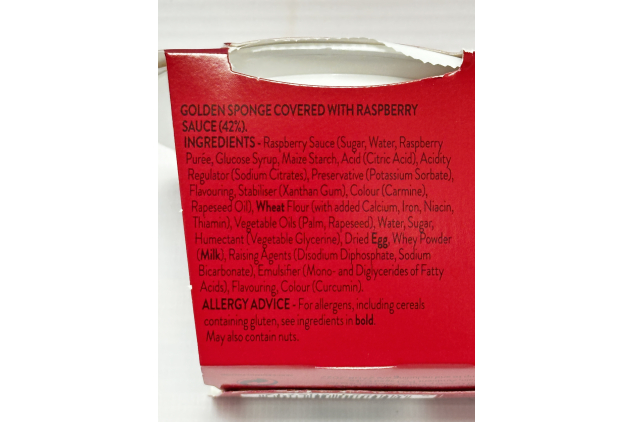 GOLDEN SPONGE COVERED WITH RASPBERRY
SAUCE (42%).
INGREDIENTS - Raspberry Sauce (Sugar, Water, Raspberry
Purée, Glucose Syrup, Maize Starch, Acid (Citric Acid), Acidity
Regulator (Sodium Citrates), Preservative (Potassium Sorbate),
Flavouring, Stabiliser (Xanthan Gum), Colour (Carmine),
Rapeseed Oil), Wheat Flour (with added Calcium, Iron, Niacin,
Thiamin), Vegetable Oils (Palm, Rapeseed), Water, Sugar,
Humectant (Vegetable Glycerine), Dried Egg, Whey Powder
(Milk), Raising Agents (Disodium Diphosphate, Sodium
Bicarbonate), Emulsifier (Mono- and Diglycerides of Fatty
Acids), Flavouring, Colour (Curcumin).
ALLERGY ADVICE - For allergens, including cereals
containing gluten, see ingredients in bold.
May also contain nuts.